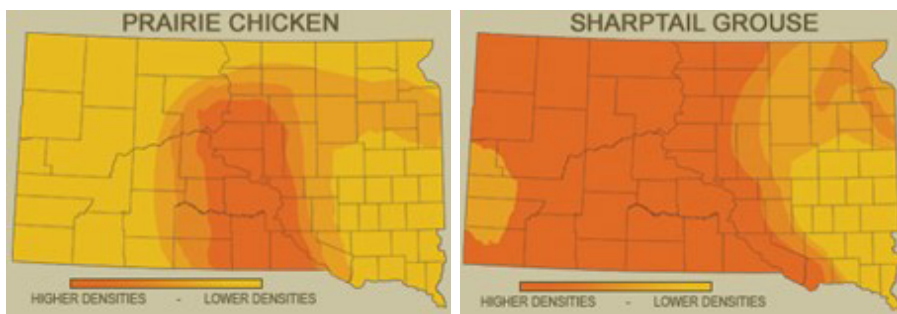 PRAIRIE CHICKEN
HIGHER DENSITIES - LOWER DENSITIES
SHARPTAIL GROUSE
HIGHER DENSITIES - LOWER DENSITIES